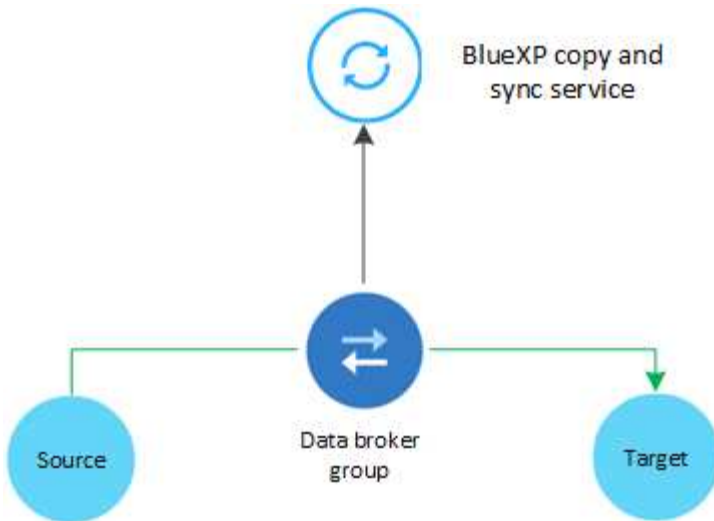 BlueXP copy and
sync service
Data broker
group
Source
Target